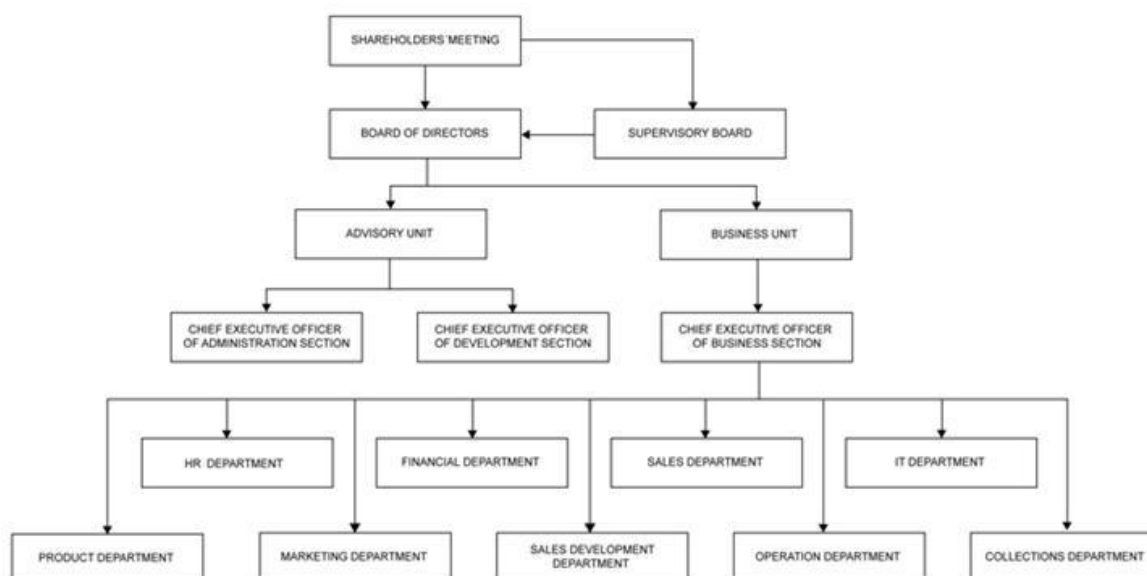 SHAREHOLDERS´MEETING
BOARD OF DIRECTORS
SUPERVISORY BOARD
ADVISORY UNIT
BUSINESS UNIT
CHIEF EXECUTIVE OFFICER
OF ADMINISTRATION SECTION
CHIEF EXECUTIVE OFFICER
OF DEVELOPMENT SECTION
CHIEF EXECUTIVE OFFICER
OF BUSINESS SECTION
HR DEPARTMENT
FINANCIAL DEPARTMENT
SALES DEPARTMENT
IT DEPARTMENT
PRODUCT DEPARTMENT
MARKETING DEPARTMENT
SALES DEVELOPMENT
DEPARTMENT
OPERATION DEPARTMENT
COLLECTIONS DEPARTMENT